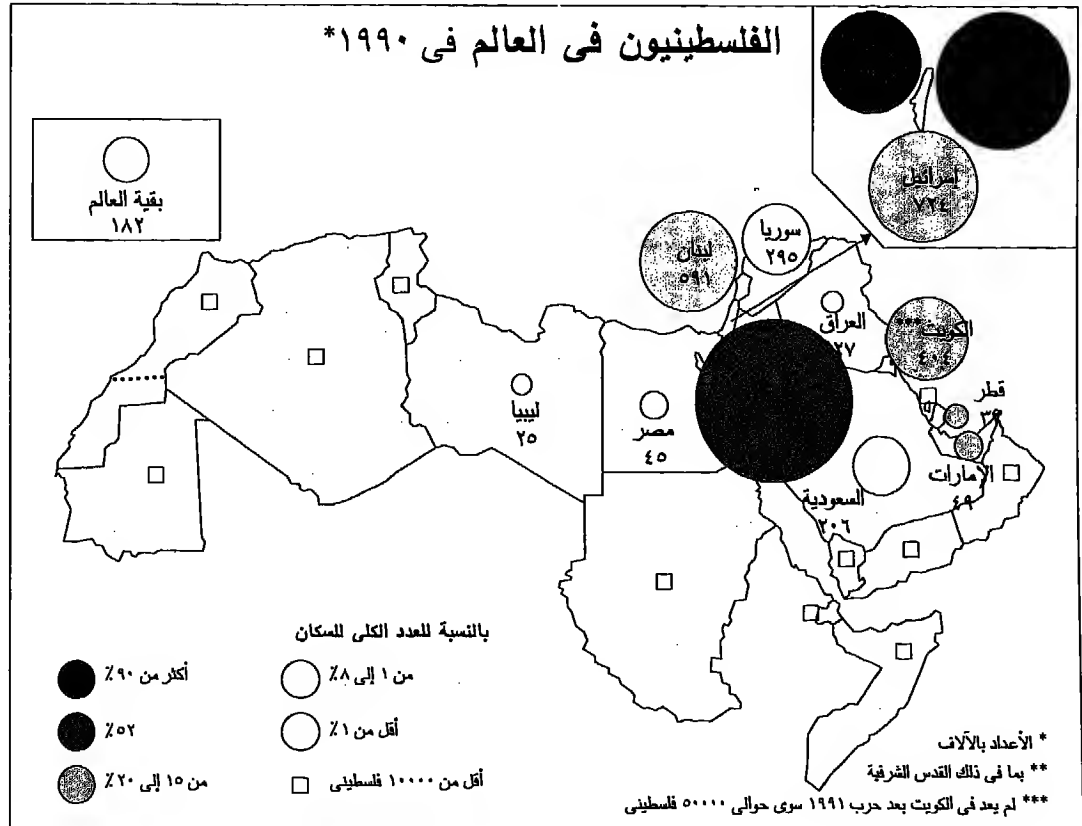 الفلسطينيون فى العالم فى ١٩٩٠*
إسرائيل
٧٢٤
بقية العالم
١٨٢
لبنان
٥٩١
سوريا
٢٩٥
العراق
٢٧
الكويت***
٤٠٤
قطر
ليبيا
٢٥
مصر
٤٥
السعودية
٢٠٦
الإمارات
٤٩
بالنسبة للعدد الكلى للسكان
أكثر من ٩٠٪
٥٢٪
من ١٥ إلى ٢٠٪
من ١ إلى ٨٪
أقل من ١٪
أقل من ١٠٠٠٠ فلسطينى
* الأعداد بالآلاف
** بما فى ذلك القدس الشرقية
*** لم يعد فى الكويت بعد حرب ١٩٩١ سوى حوالى ٥٠٠٠٠ فلسطينى